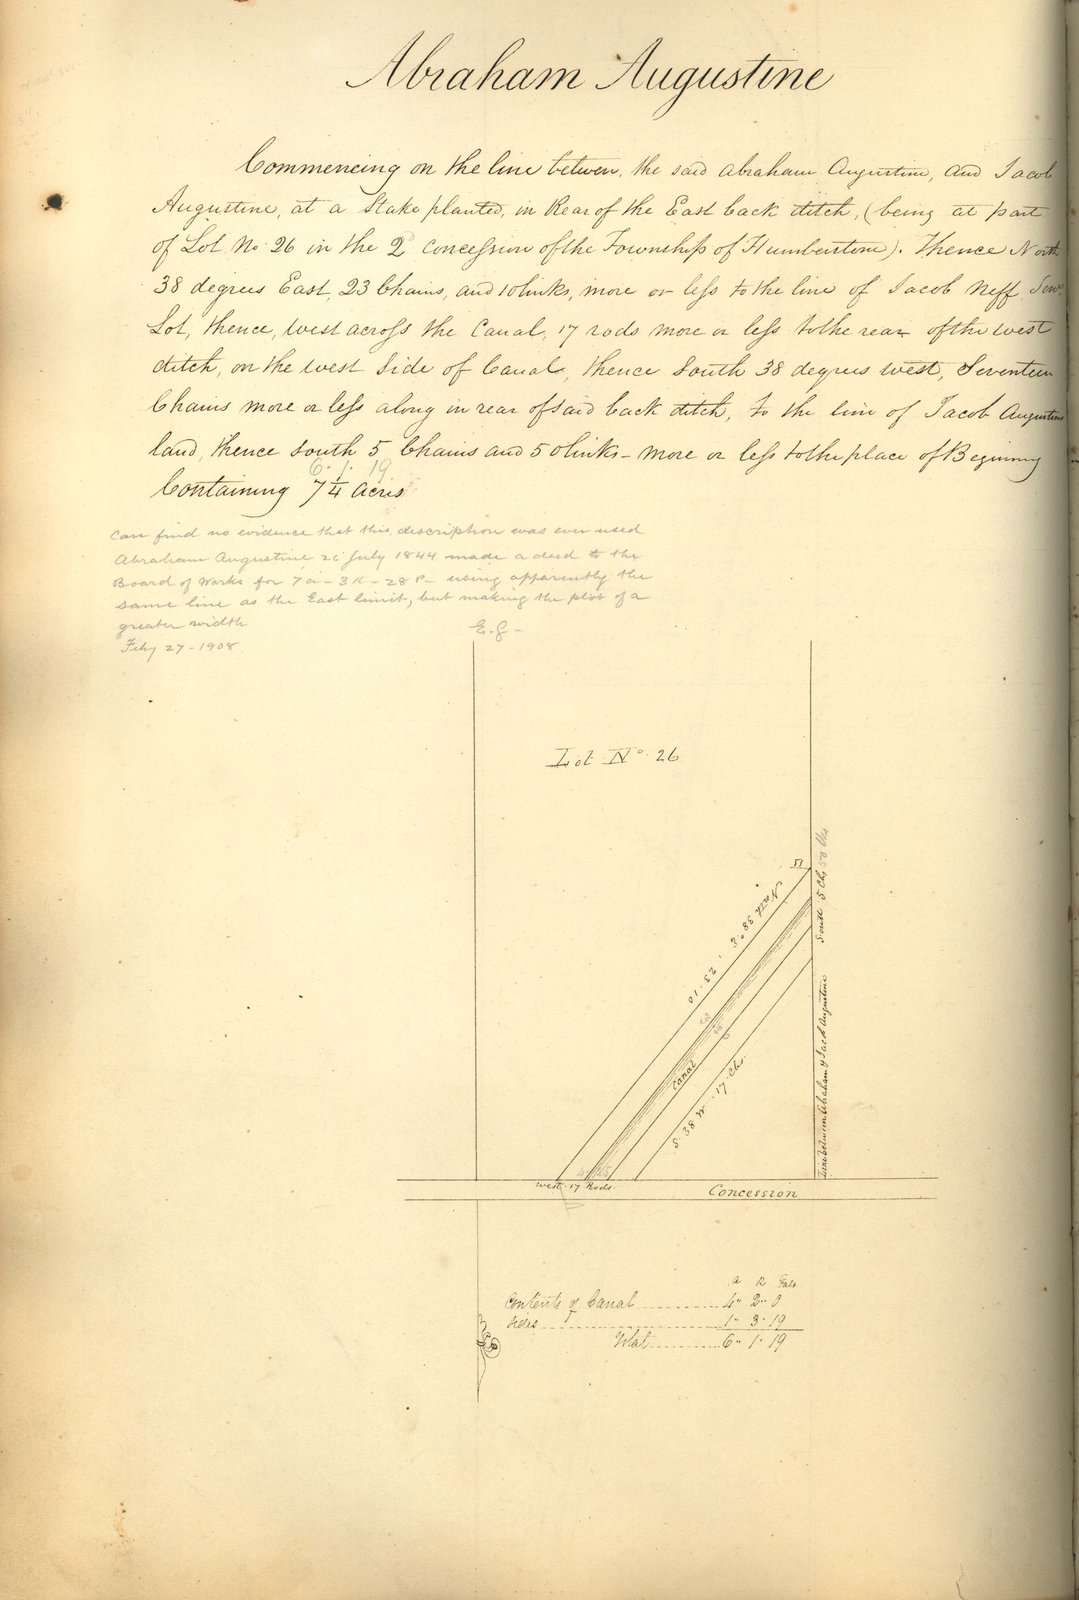 Abraham Augustine
Commencing on the line between, the said Abraham Augustine, and Jacob
Augustine, at a Stake planted, in Rear of the East back ditch, (being at part
of Lot No 26 in the 2d concession of the Township of Humberstone). Thence North
38 degrees East, 23 Chains, and 10 links, more or less to the line of Jacob Neff, Senr
Lot, thence, west across the Canal, 17 rods more or less to the rear of the west
ditch, on the west Side of Canal, thence South 38 degrees west, Seventeen
Chains more or less along in rear of said back ditch, to the line of Jacob Augustine
land, thence south 5 Chains and 50 links - more or less to the place of Beginning
6. 1. 19
Containing 7 1/4 acres
Can find no evidence that this description was ever used
Abraham Augustine 26 July 1844 made a deed to the
Board of Works for 7a - 3R - 28P - using apparently the
same line as the East limit, but making the plot of a
greater width
E.G -
Feby 27 - 1908.
Lot No 26
North 38° E . 23.10
South 5 Chs 50 lks
Canal
S. 38 W. 17 Chs
Line between Abraham & Jacob Augustine
West. 17 Rods.
Concession
A R
Contents of Canal 4" 2" 0
sides 1" 3. 19
Total 6" 1. 19